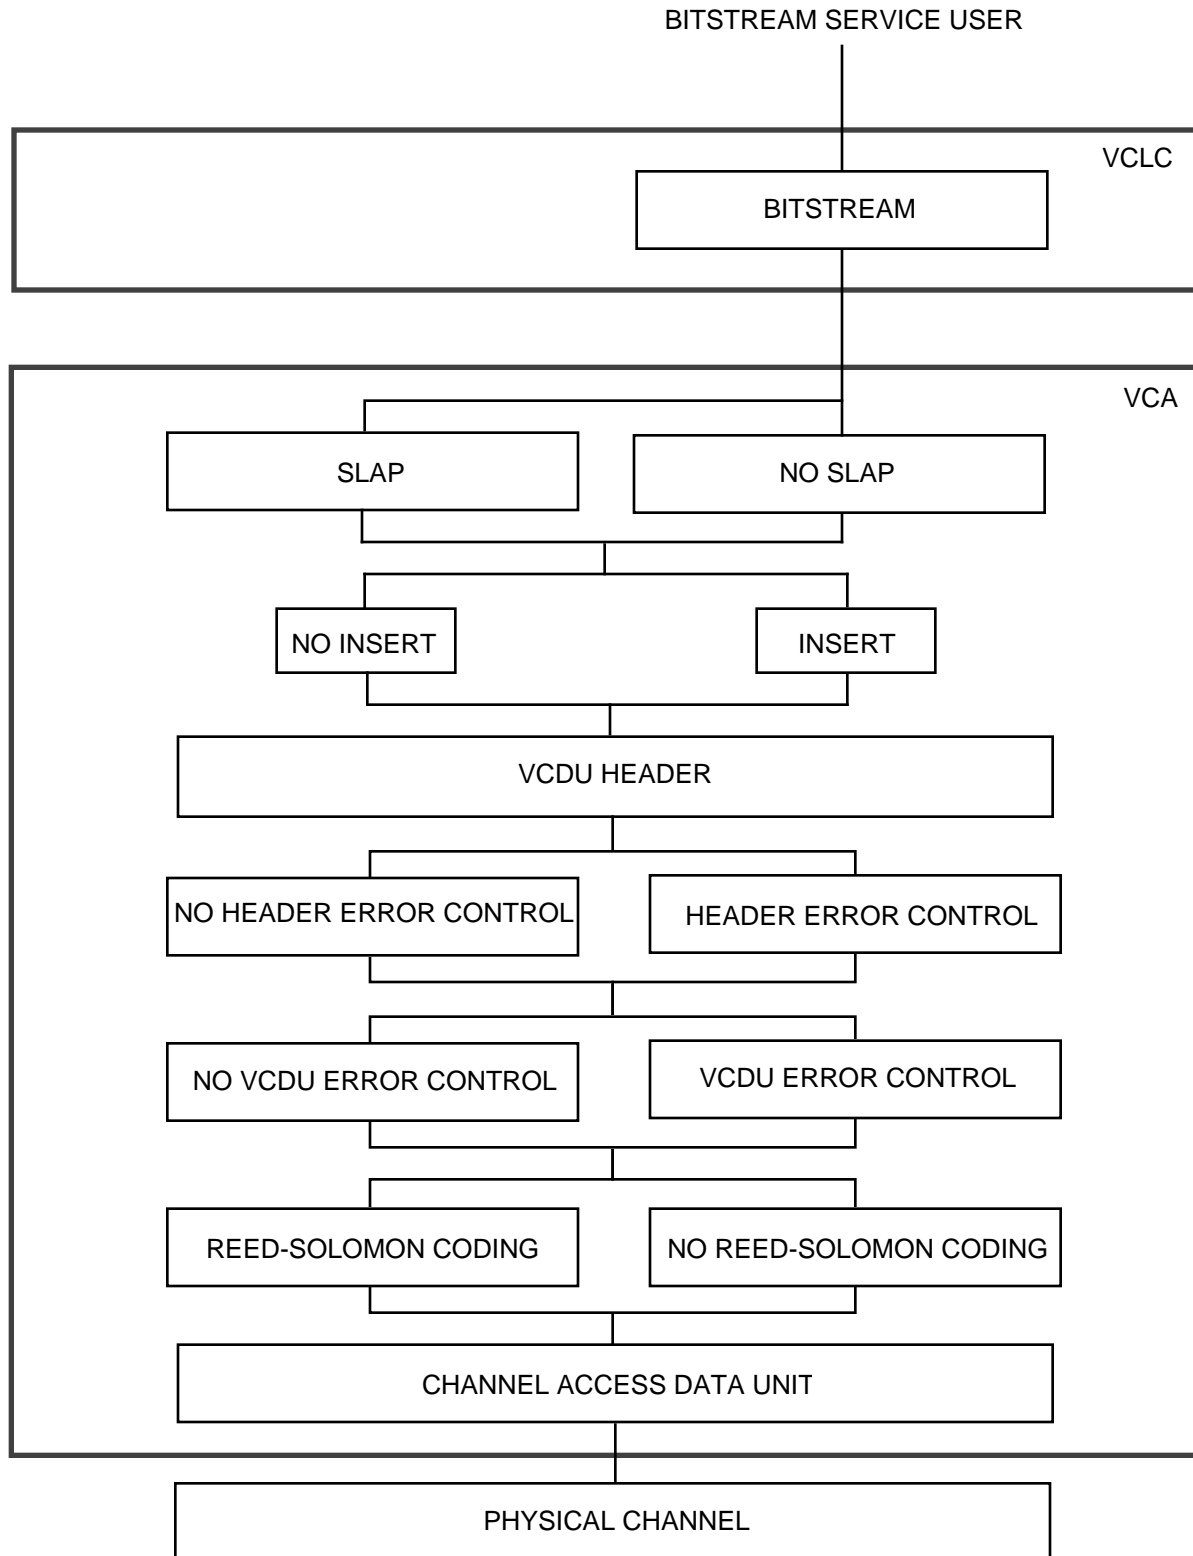 BITSTREAM SERVICE USER
VCLC
BITSTREAM
VCA
SLAP
NO SLAP
NO INSERT
INSERT
VCDU HEADER
NO HEADER ERROR CONTROL
HEADER ERROR CONTROL
NO VCDU ERROR CONTROL
VCDU ERROR CONTROL
REED-SOLOMON CODING
NO REED-SOLOMON CODING
CHANNEL ACCESS DATA UNIT
PHYSICAL CHANNEL